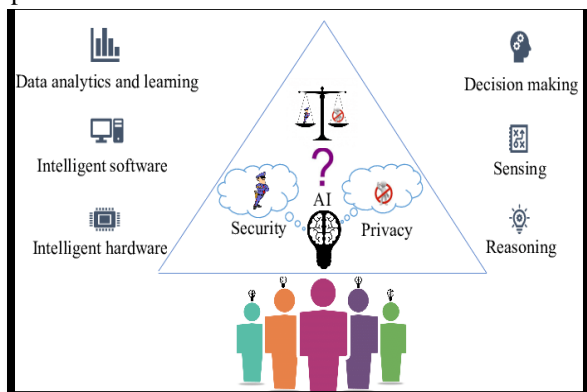 Data analytics and learning
Intelligent software
Intelligent hardware
?
AI
Security
Privacy
Decision making
Sensing
Reasoning